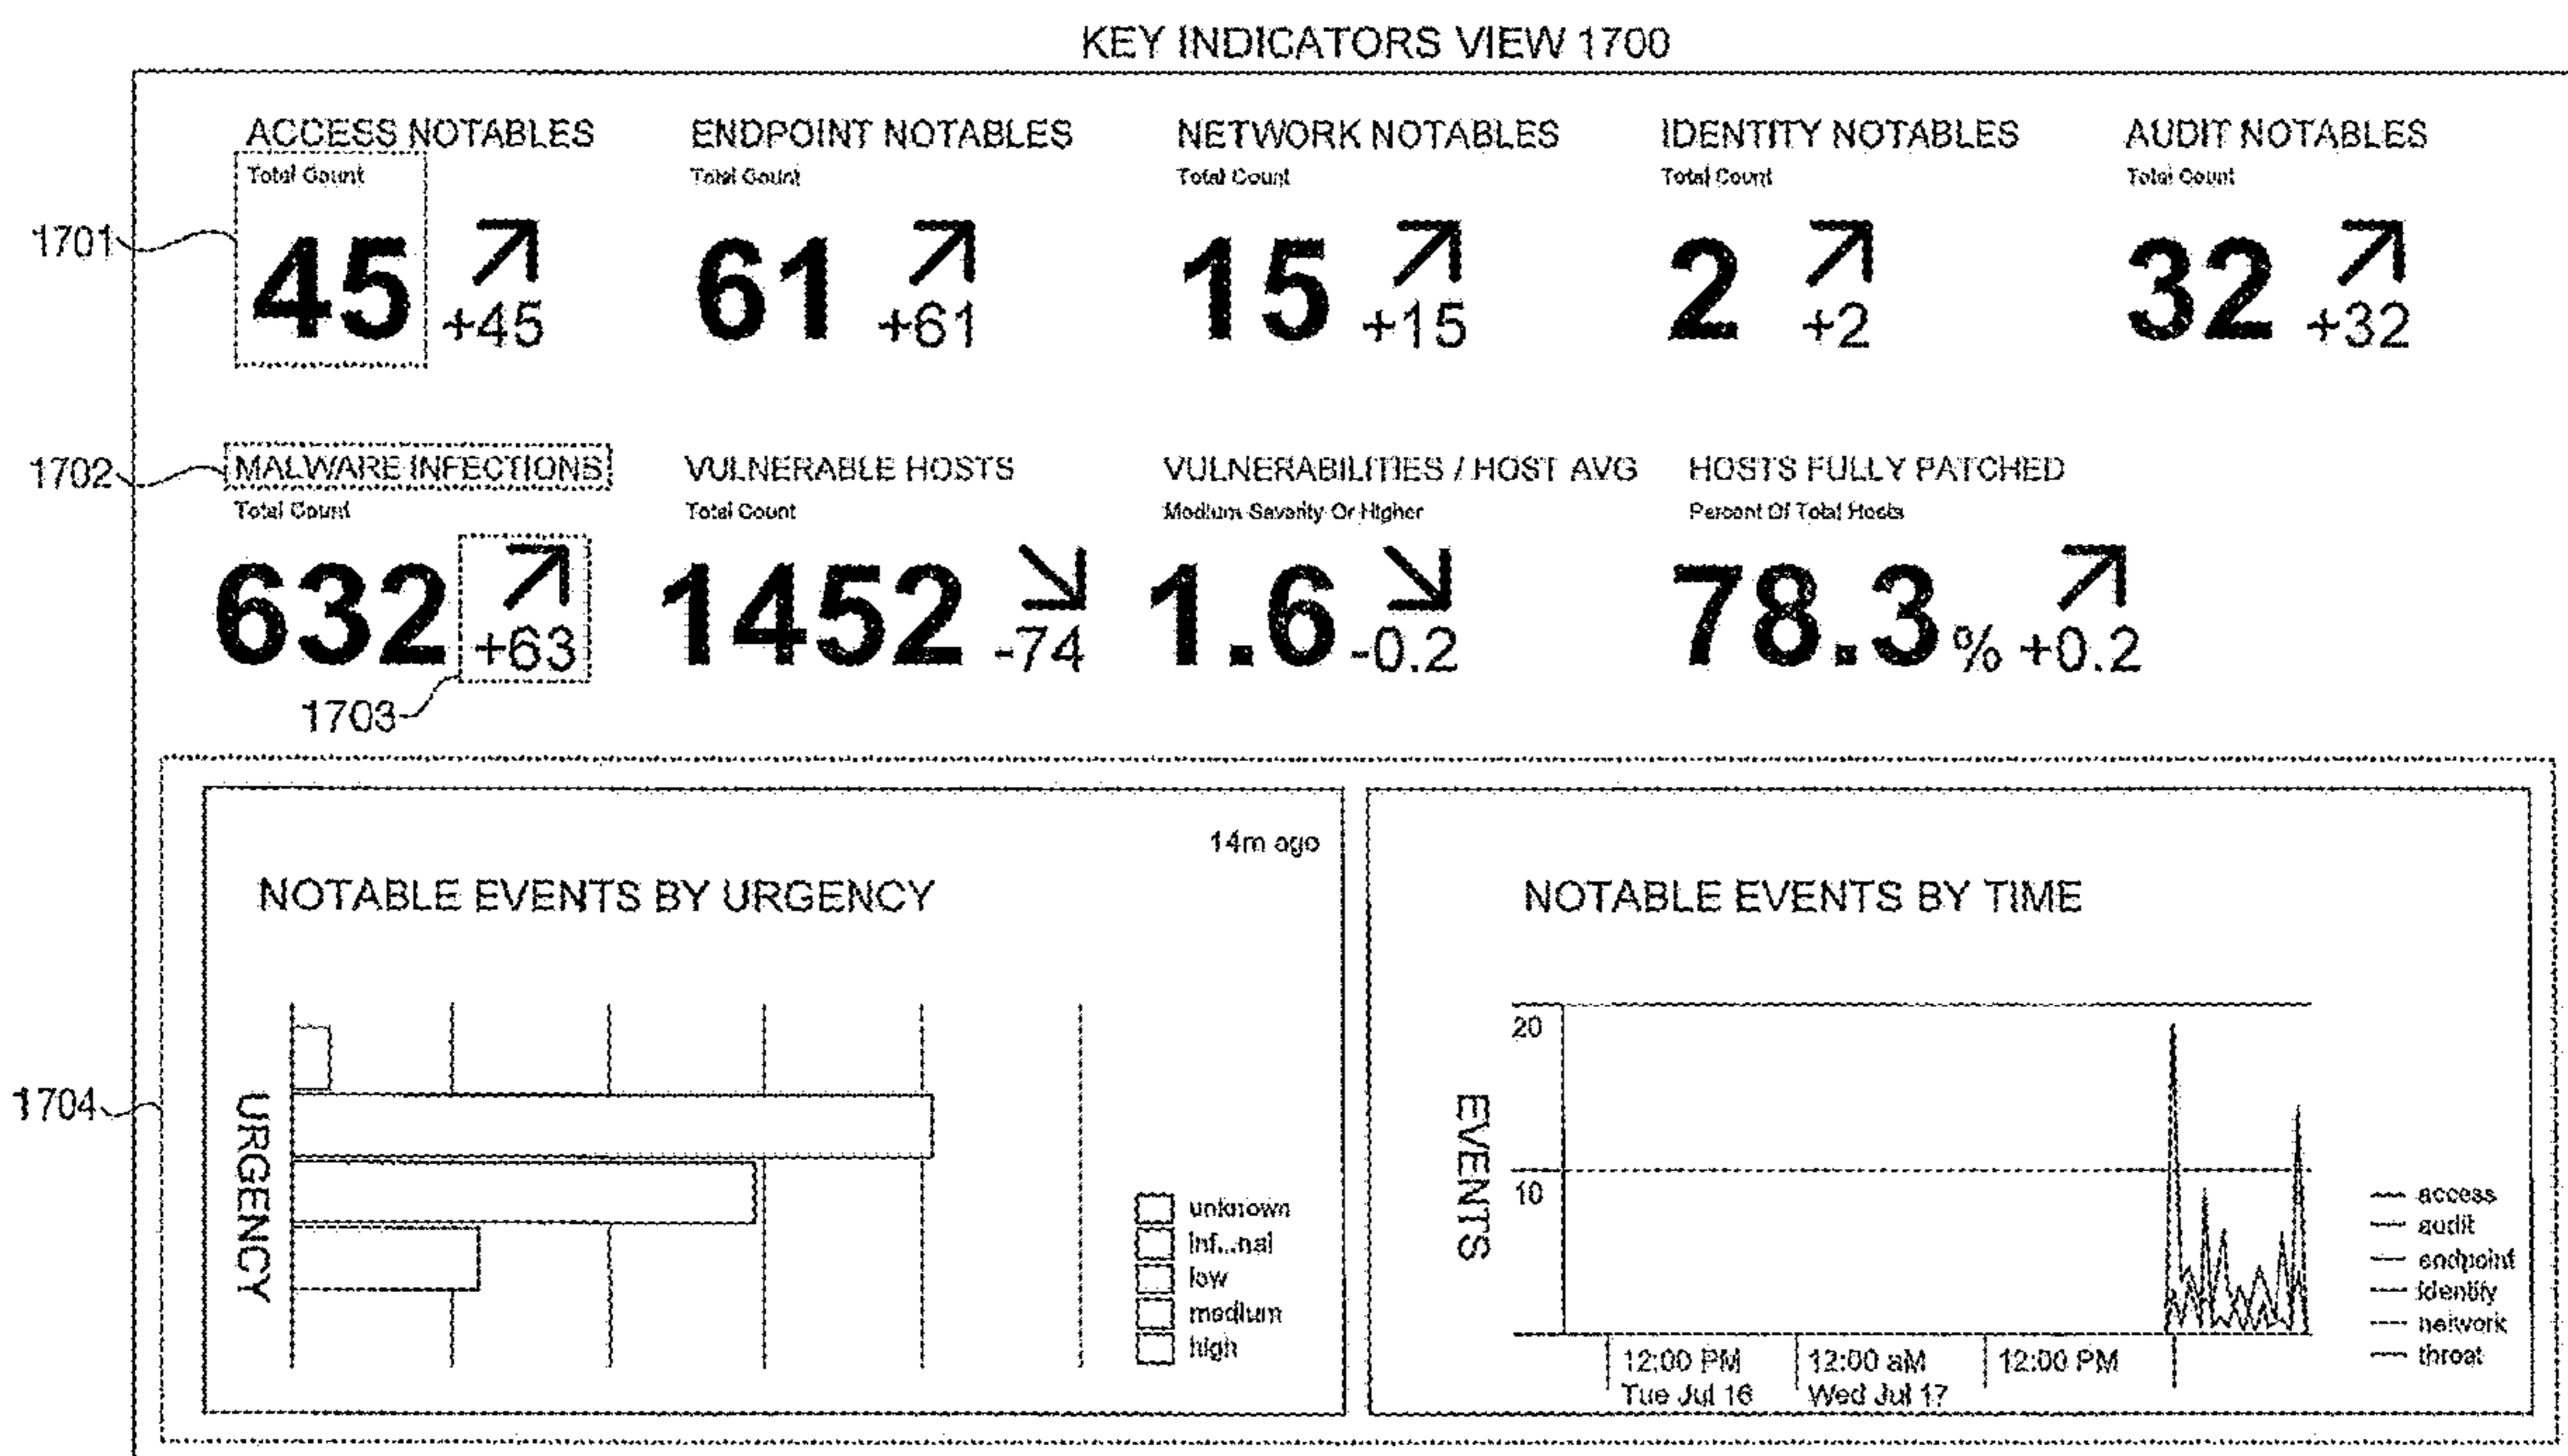 KEY INDICATORS VIEW 1700
ACCESS NOTABLES
Total Count
45 +45
ENDPOINT NOTABLES
Total Count
61 +61
NETWORK NOTABLES
Total Count
15 +15
IDENTITY NOTABLES
Total Count
2 +2
AUDIT NOTABLES
Total Count
32 +32
1701
1702
MALWARE INFECTIONS
Total Count
632 +63
1703
VULNERABLE HOSTS
Total Count
1452 -74
VULNERABILITIES / HOST AVG
Medium Severity Or Higher
1.6 -0.2
HOSTS FULLY PATCHED
Percent Of Total Hosts
78.3 % +0.2
1704
14m ago
NOTABLE EVENTS BY URGENCY
URGENCY
unknown
inf...nal
low
medium
high
NOTABLE EVENTS BY TIME
EVENTS
20
10
12:00 PM
Tue Jul 16
12:00 aM
Wed Jul 17
12:00 PM
access
audit
endpoint
identity
network
threat